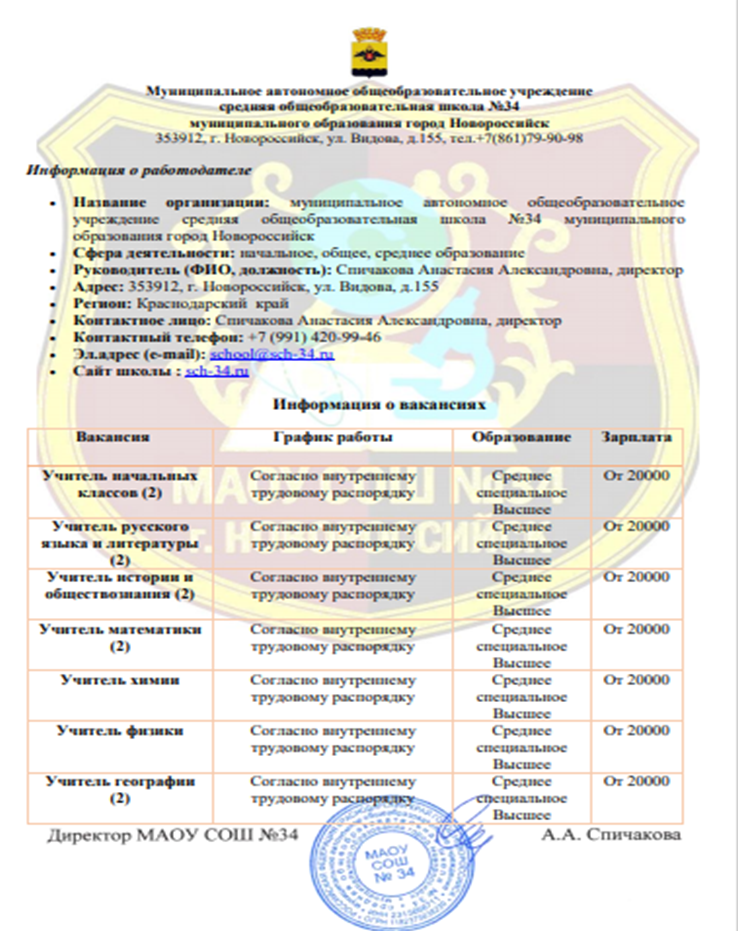 Муниципальное автономное общеобразовательное учреждение
средняя общеобразовательная школа №34
муниципального образования город Новороссийск
353912, г. Новороссийск, ул. Видова, д.155, тел.+7(861)79-90-98
Информация о работодателе
• Название организации: муниципальное автономное общеобразовательное
учреждение средняя общеобразовательная школа №34 муниципального
образования город Новороссийск
• Сфера деятельности: начальное, общее, среднее образование
• Руководитель (ФИО, должность): Спичакова Анастасия Александровна, директор
• Адрес: 353912, г. Новороссийск, ул. Видова, д.155
• Регион: Краснодарский край
• Контактное лицо: Спичакова Анастасия Александровна, директор
• Контактный телефон: +7 (991) 420-99-46
• Эл.адрес (e-mail): school@sch-34.ru
• Сайт школы : sch-34.ru
Информация о вакансиях
Вакансия График работы Образование Зарплата
Учитель начальных Согласно внутреннему Среднее От 20000
классов (2) трудовому распорядку специальное
Высшее
Учитель русского Согласно внутреннему Среднее От 20000
языка и литературы трудовому распорядку специальное
(2) Высшее
Учитель истории и Согласно внутреннему Среднее От 20000
обществознания (2) трудовому распорядку специальное
Высшее
Учитель математики Согласно внутреннему Среднее От 20000
(2) трудовому распорядку специальное
Высшее
Учитель химии Согласно внутреннему Среднее От 20000
трудовому распорядку специальное
Высшее
Учитель физики Согласно внутреннему Среднее От 20000
трудовому распорядку специальное
Высшее
Учитель географии Согласно внутреннему Среднее От 20000
(2) трудовому распорядку специальное
Высшее
Директор МАОУ СОШ №34 А.А. Спичакова
МАОУ
СОШ
№ 34
МАОУ СОШ №34
г. НОВОРОССИЙСК